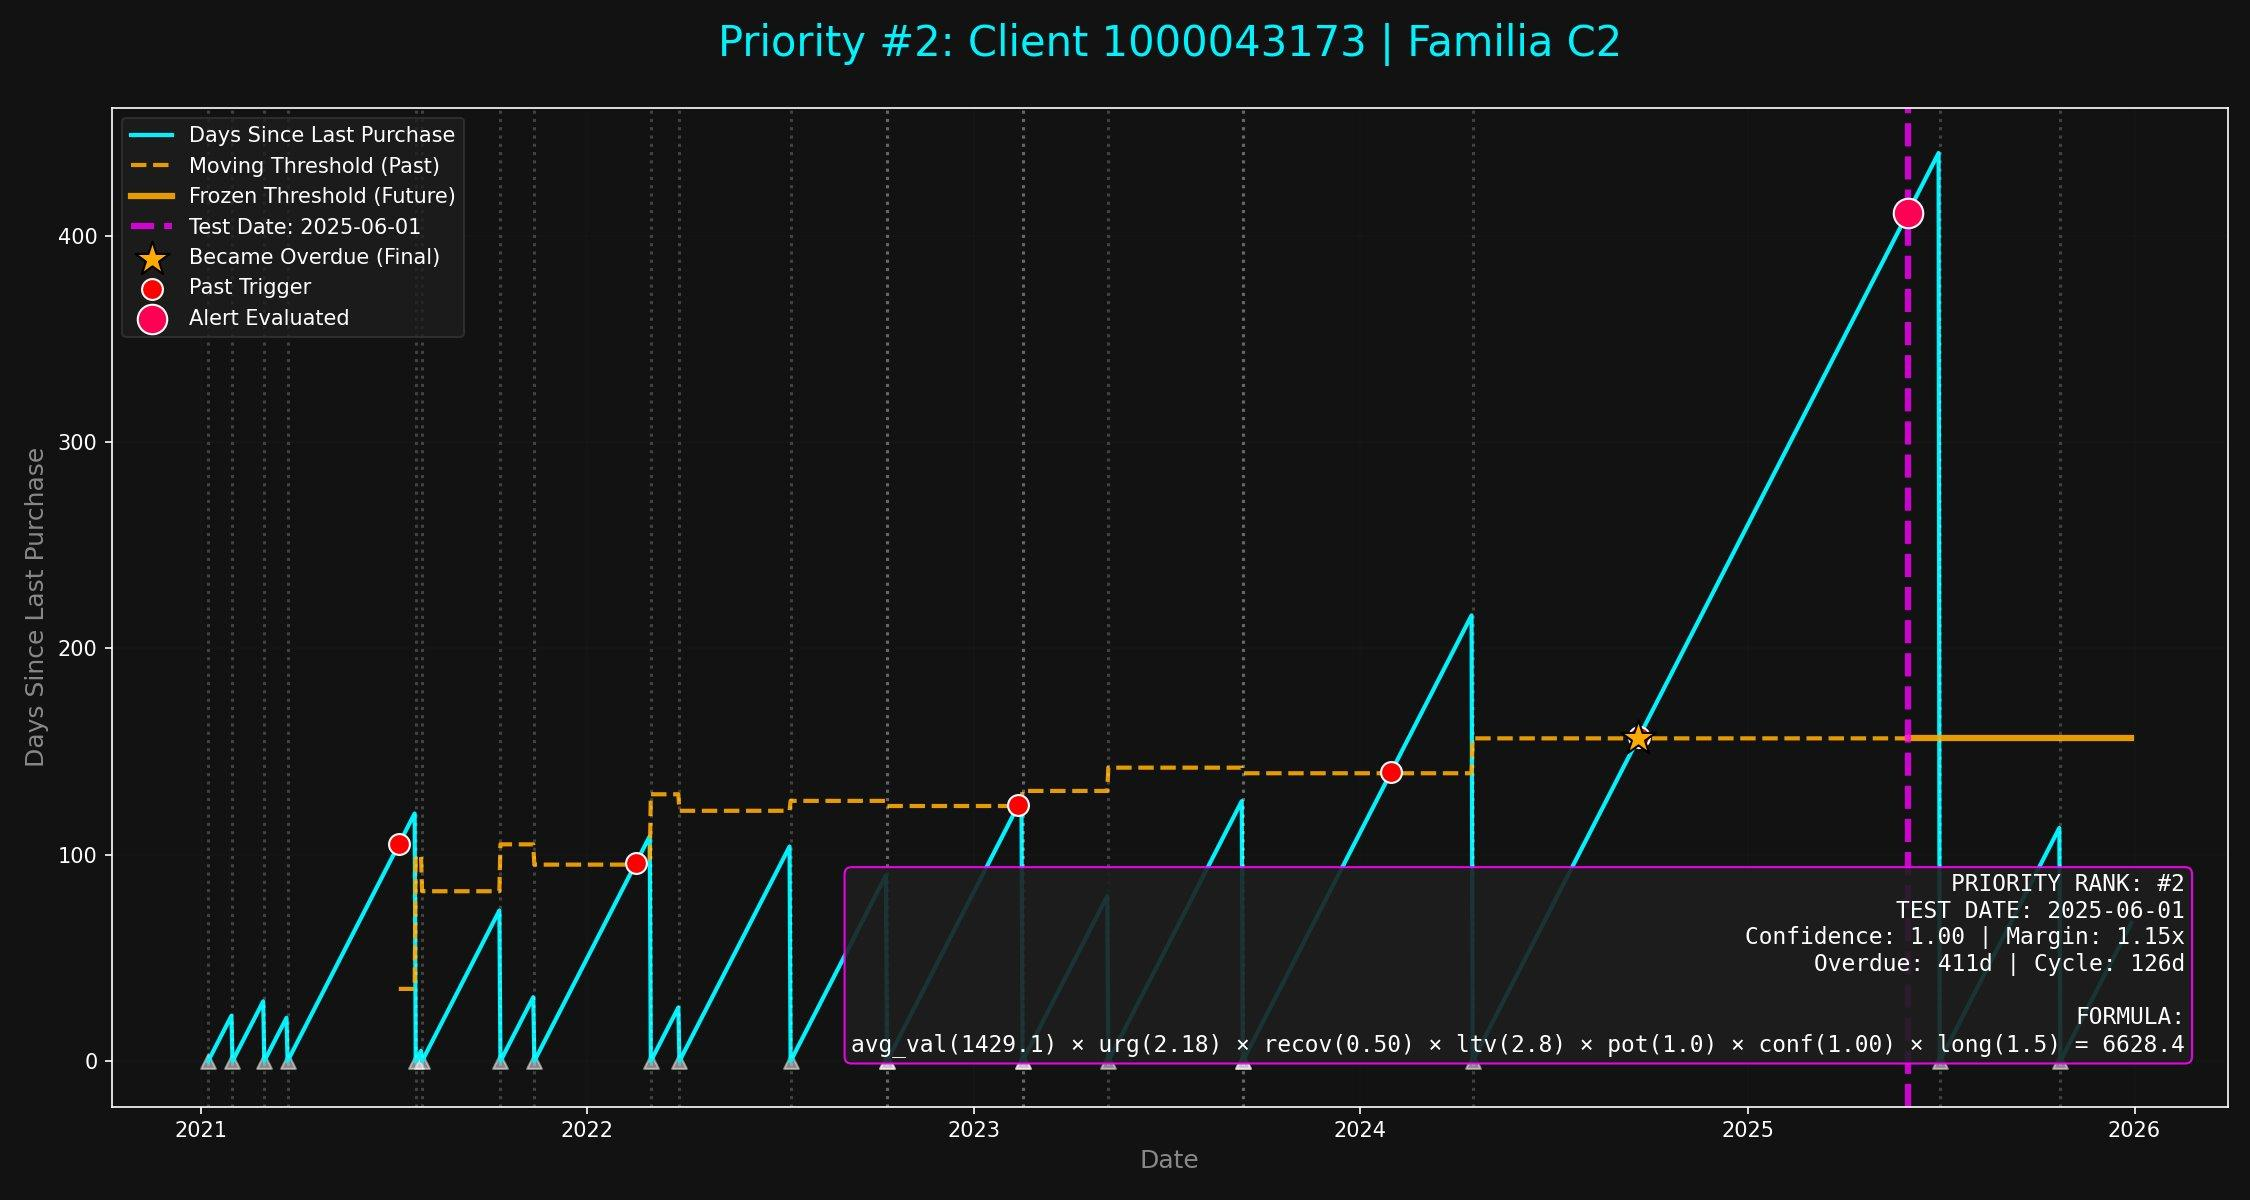 Priority #2: Client 1000043173 | Familia C2
Days Since Last Purchase
Moving Threshold (Past)
Frozen Threshold (Future)
Test Date: 2025-06-01
Became Overdue (Final)
Past Trigger
Alert Evaluated
Days Since Last Purchase
400
300
200
100
0
PRIORITY RANK: #2
TEST DATE: 2025-06-01
Confidence: 1.00 | Margin: 1.15x
Overdue: 411d | Cycle: 126d
FORMULA:
avg_val(1429.1) × urg(2.18) × recov(0.50) × ltv(2.8) × pot(1.0) × conf(1.00) × long(1.5) = 6628.4
2021 2022 2023 2024 2025 2026
Date